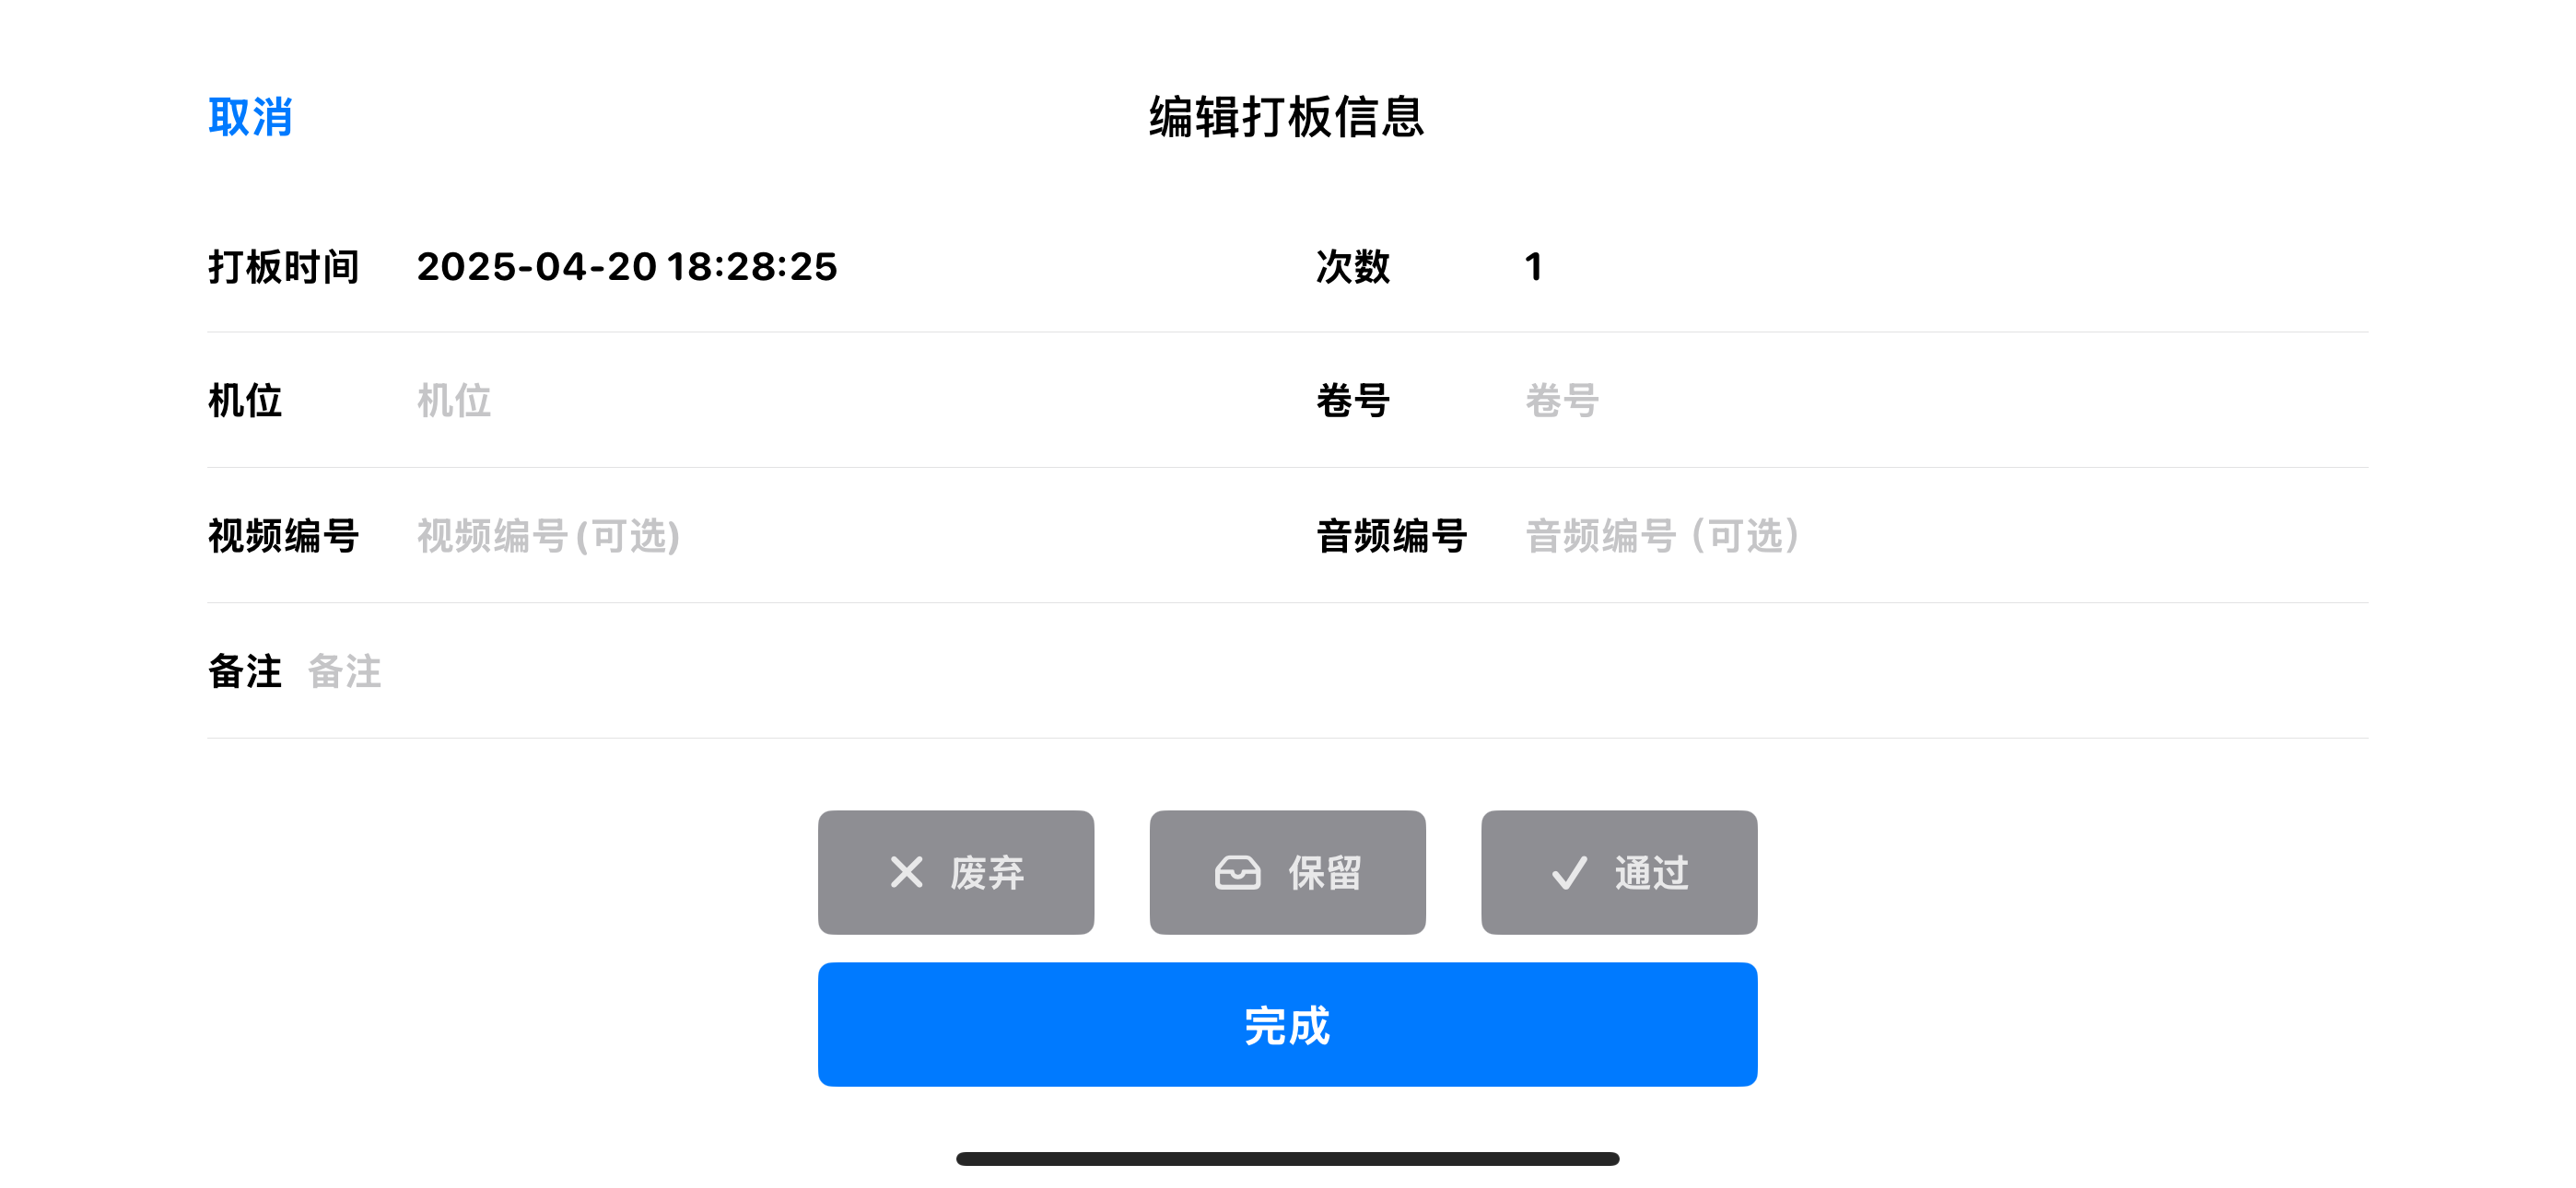 取消 编辑打板信息
打板时间 2025-04-20 18:28:25 次数 1
机位 机位 卷号 卷号
视频编号 视频编号(可选) 音频编号 音频编号（可选）
备注 备注
废弃 保留 通过
完成